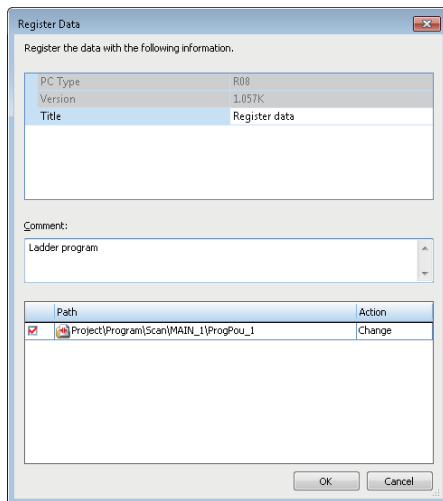 Register Data
Register the data with the following information.
PC Type R08
Version 1.057K
Title Register data
Comment:
Ladder program
Path Action
Project\Program\Scan\MAIN_1\ProgPou_1 Change
OK Cancel